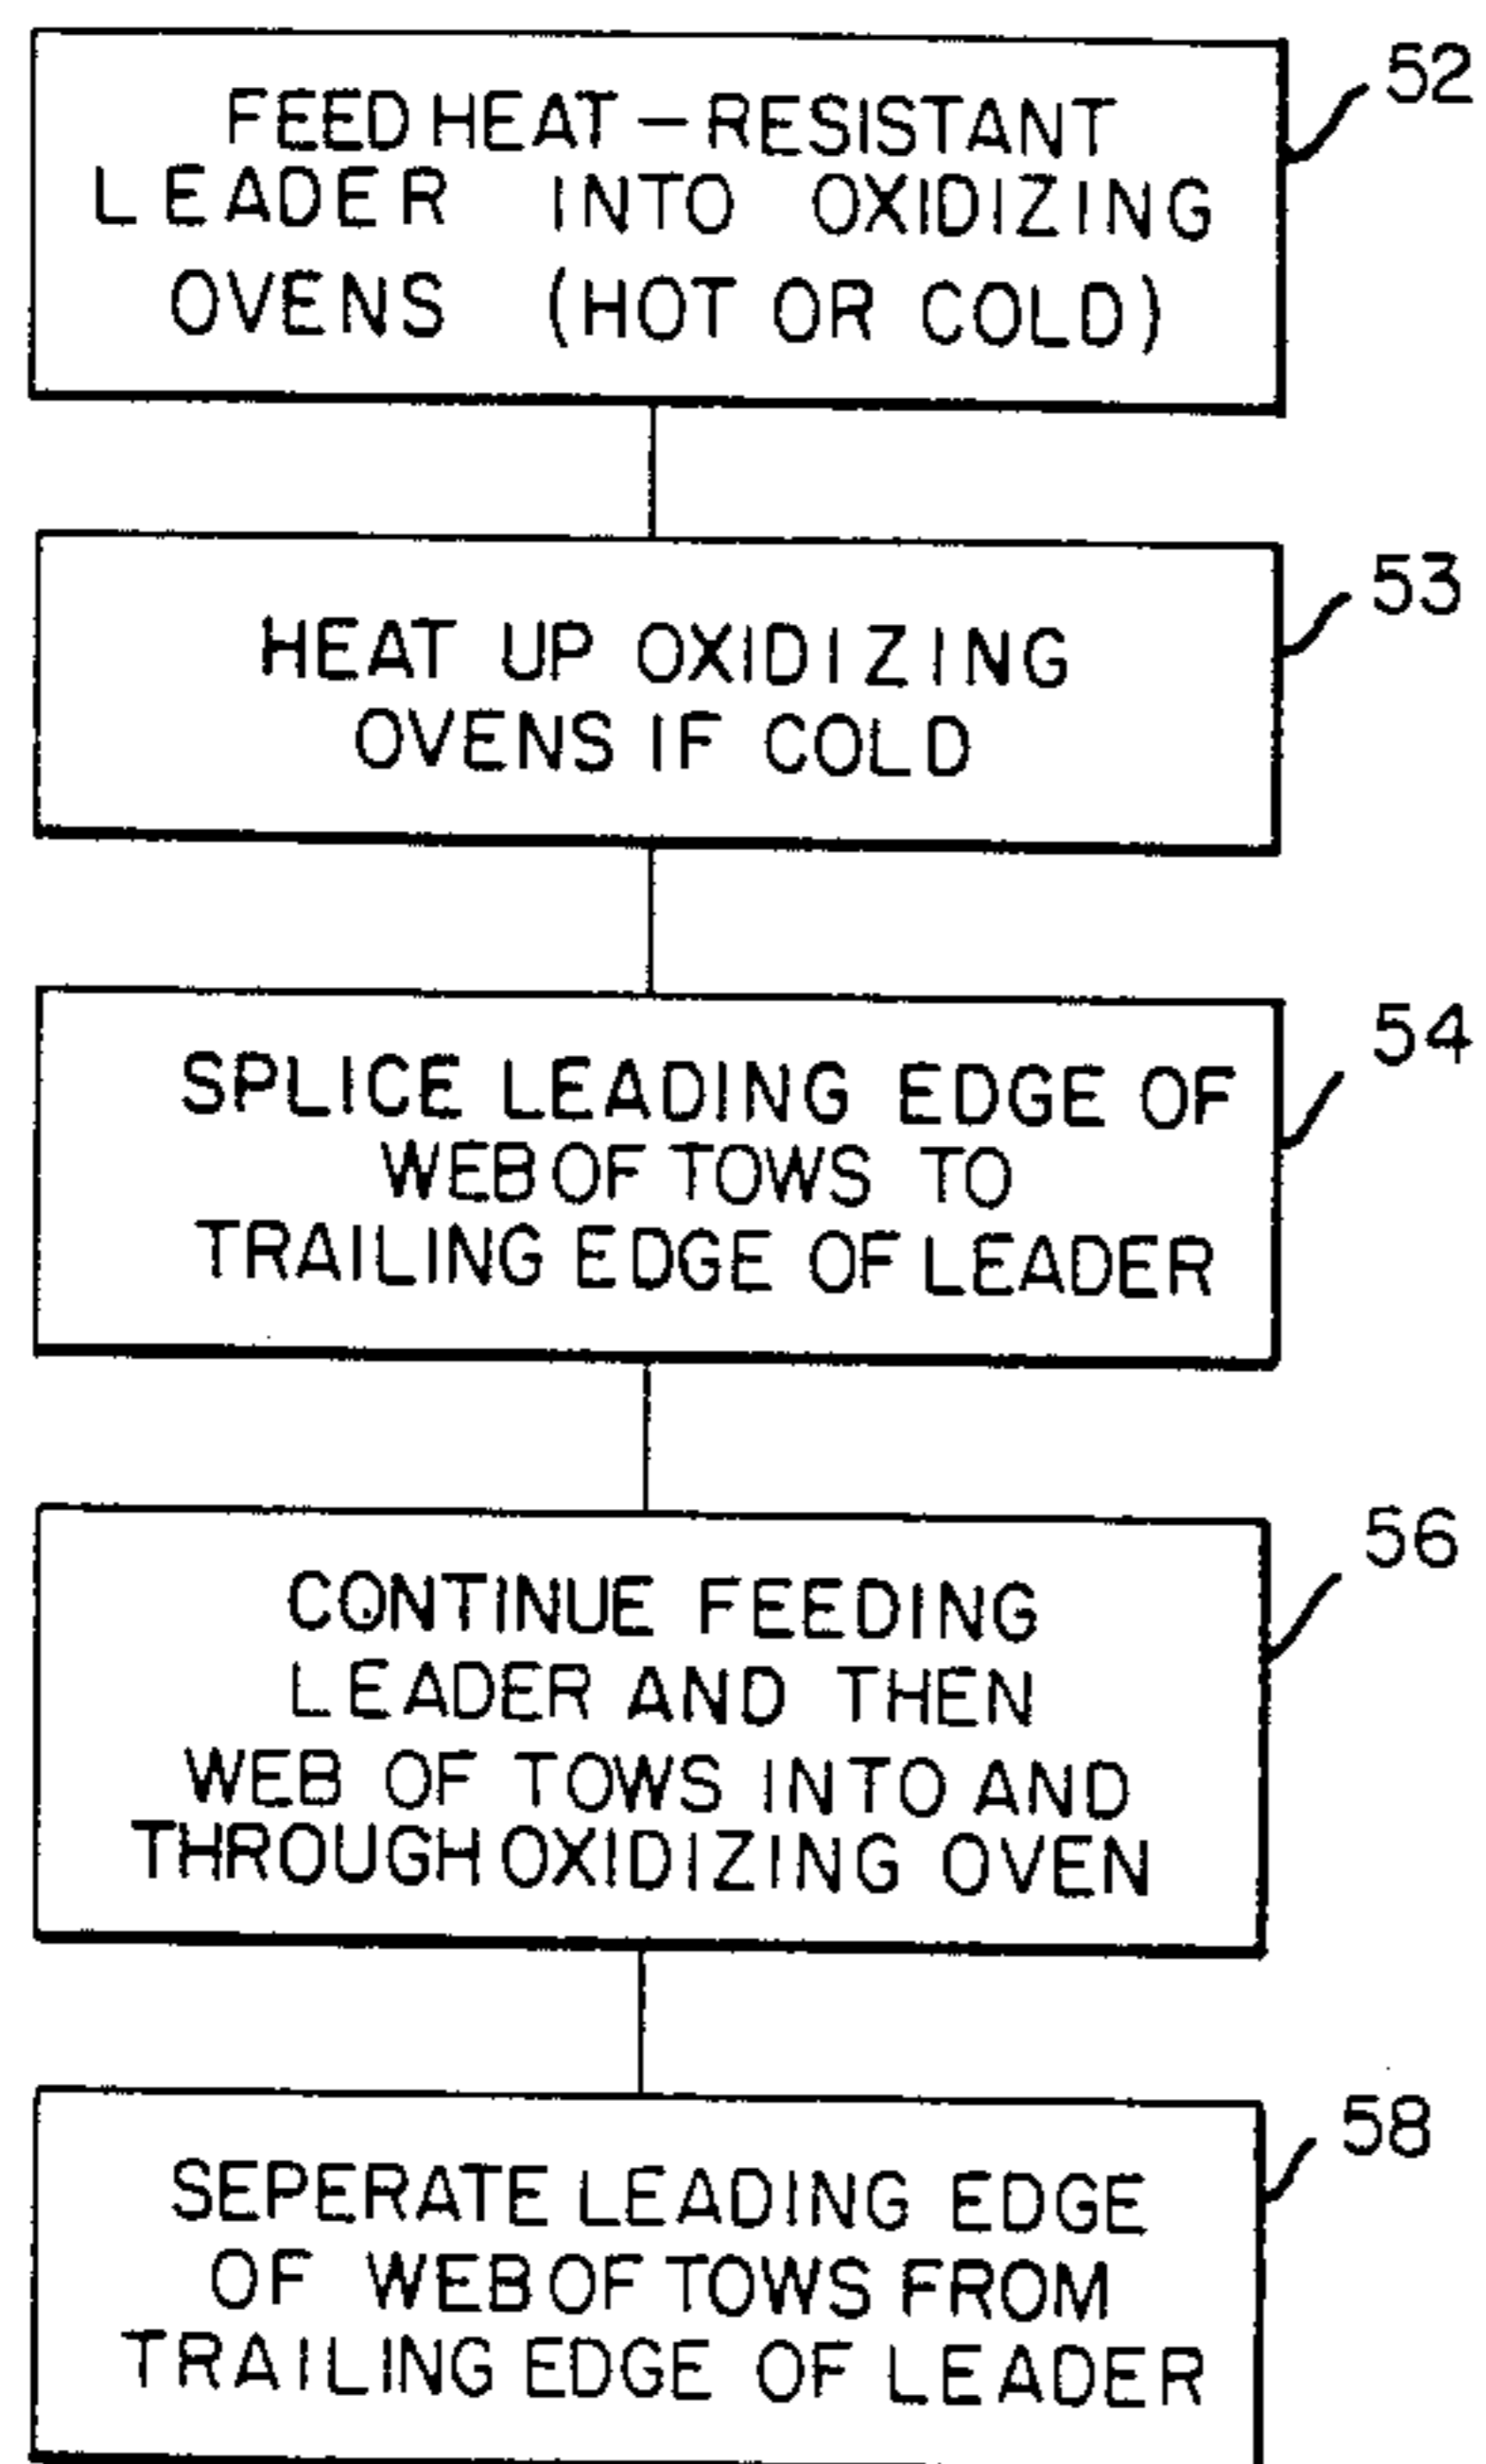 FEED HEAT-RESISTANT
52
LEADER INTO OXIDIZING
OVENS (HOT OR COLD)
53
HEAT UP OXIDIZING
OVENS IF COLD
54
SPLICE LEADING EDGE OF
WEB OF TOWS TO
TRAILING EDGE OF LEADER
56
CONTINUE FEEDING
LEADER AND THEN
WEB OF TOWS INTO AND
THROUGH OXIDIZING OVEN
58
SEPERATE LEADING EDGE
OF WEB OF TOWS FROM
TRAILING EDGE OF LEADER